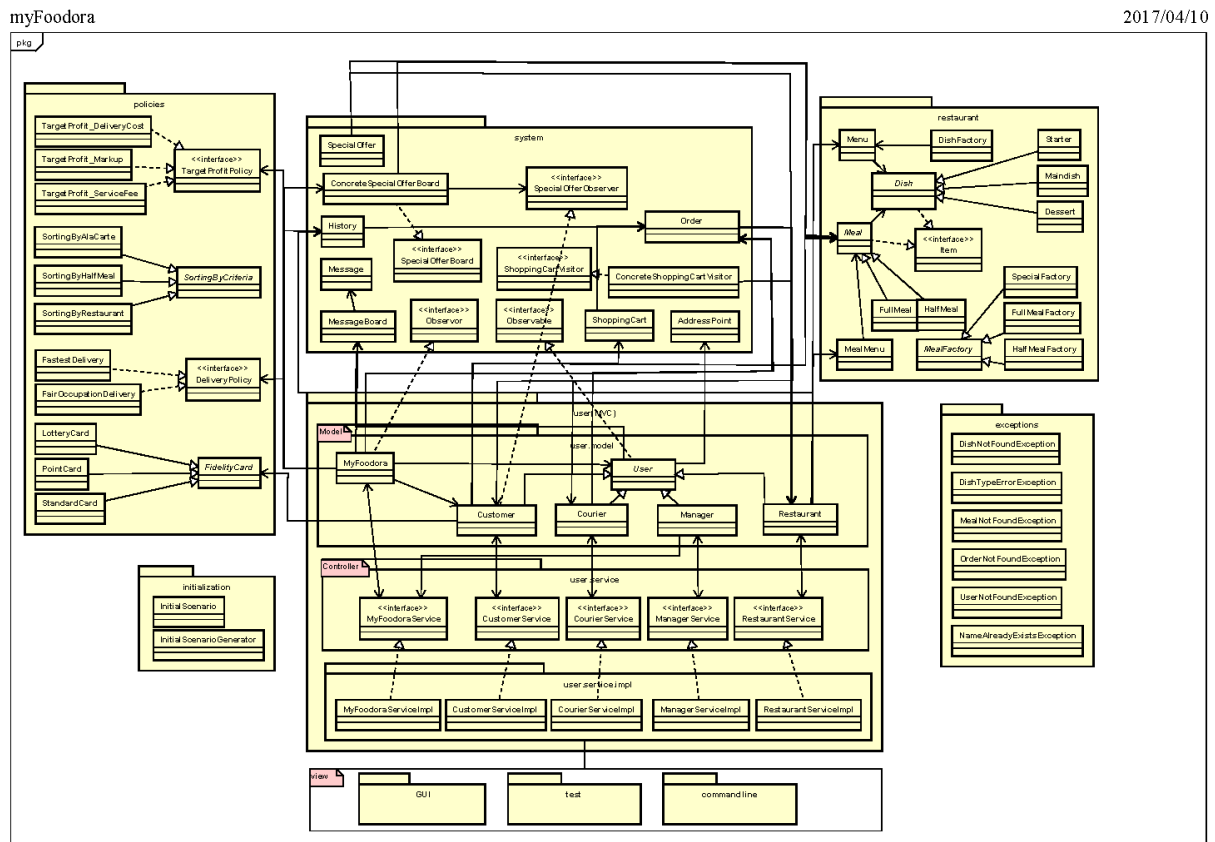 myFoodora
2017/04/10
pkg
policies
TargetProfit_DeliveryCost
TargetProfit_Markup
TargetProfit_ServiceFee
<<interface>>
TargetProfitPolicy
SortingByAlaCarte
SortingByHalfMeal
SortingByRestaurant
SortingByCriteria
FastestDelivery
FairOccupationDelivery
<<interface>>
DeliveryPolicy
LotteryCard
PointCard
StandardCard
FidelityCard
initialization
InitialScenario
InitialScenarioGenerator
system
SpecialOffer
ConcreteSpecialOfferBoard
<<interface>>
SpecialOfferObserver
History
Order
<<interface>>
SpecialOfferBoard
<<interface>>
ShoppingCartVisitor
ConcreteShoppingCartVisitor
Message
MessageBoard
<<interface>>
Observor
<<interface>>
Observable
ShoppingCart
AddressPoint
user(MVC)
Model
user.model
MyFoodora
User
Customer
Courier
Manager
Restaurant
Controller
user.service
<<interface>>
MyFoodoraService
<<interface>>
CustomerService
<<interface>>
CourierService
<<interface>>
ManagerService
<<interface>>
RestaurantService
user.service.impl
MyFoodoraServiceImpl
CustomerServiceImpl
CourierServiceImpl
ManagerServiceImpl
RestaurantServiceImpl
view
GUI
test
commandline
restaurant
Menu
DishFactory
Starter
Dish
Maindish
Dessert
Meal
<<interface>>
Item
SpecialFactory
FullMeal
HalfMeal
FullMealFactory
MealMenu
MealFactory
HalfMealFactory
exceptions
DishNotFoundException
DishTypeErrorException
MealNotFoundException
OrderNotFoundException
UserNotFoundException
NameAlreadyExistsException